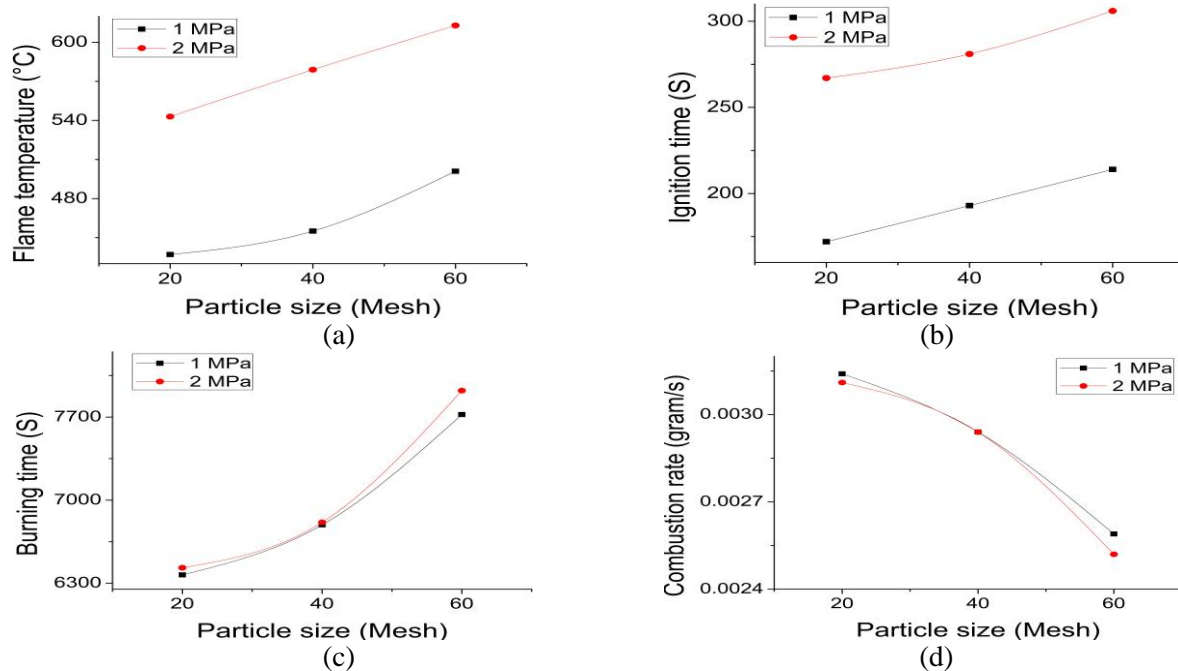 1 MPa
2 MPa
600
540
480
Flame temperature (°C)
20 40 60
Particle size (Mesh)
(a)
1 MPa
2 MPa
300
250
200
Ignition time (S)
20 40 60
Particle size (Mesh)
(b)
1 MPa
2 MPa
7700
7000
6300
Burning time (S)
20 40 60
Particle size (Mesh)
(c)
1 MPa
2 MPa
0.0030
0.0027
0.0024
Combustion rate (gram/s)
20 40 60
Particle size (Mesh)
(d)